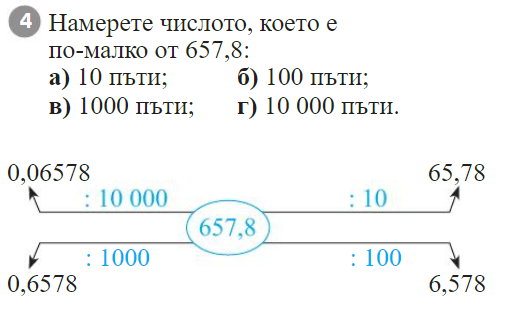 4 Намерете числото, което е
по-малко от 657,8:
а) 10 пъти; б) 100 пъти;
в) 1000 пъти; г) 10 000 пъти.
0,06578 65,78
: 10 000 : 10
657,8
: 1000 : 100
0,6578 6,578